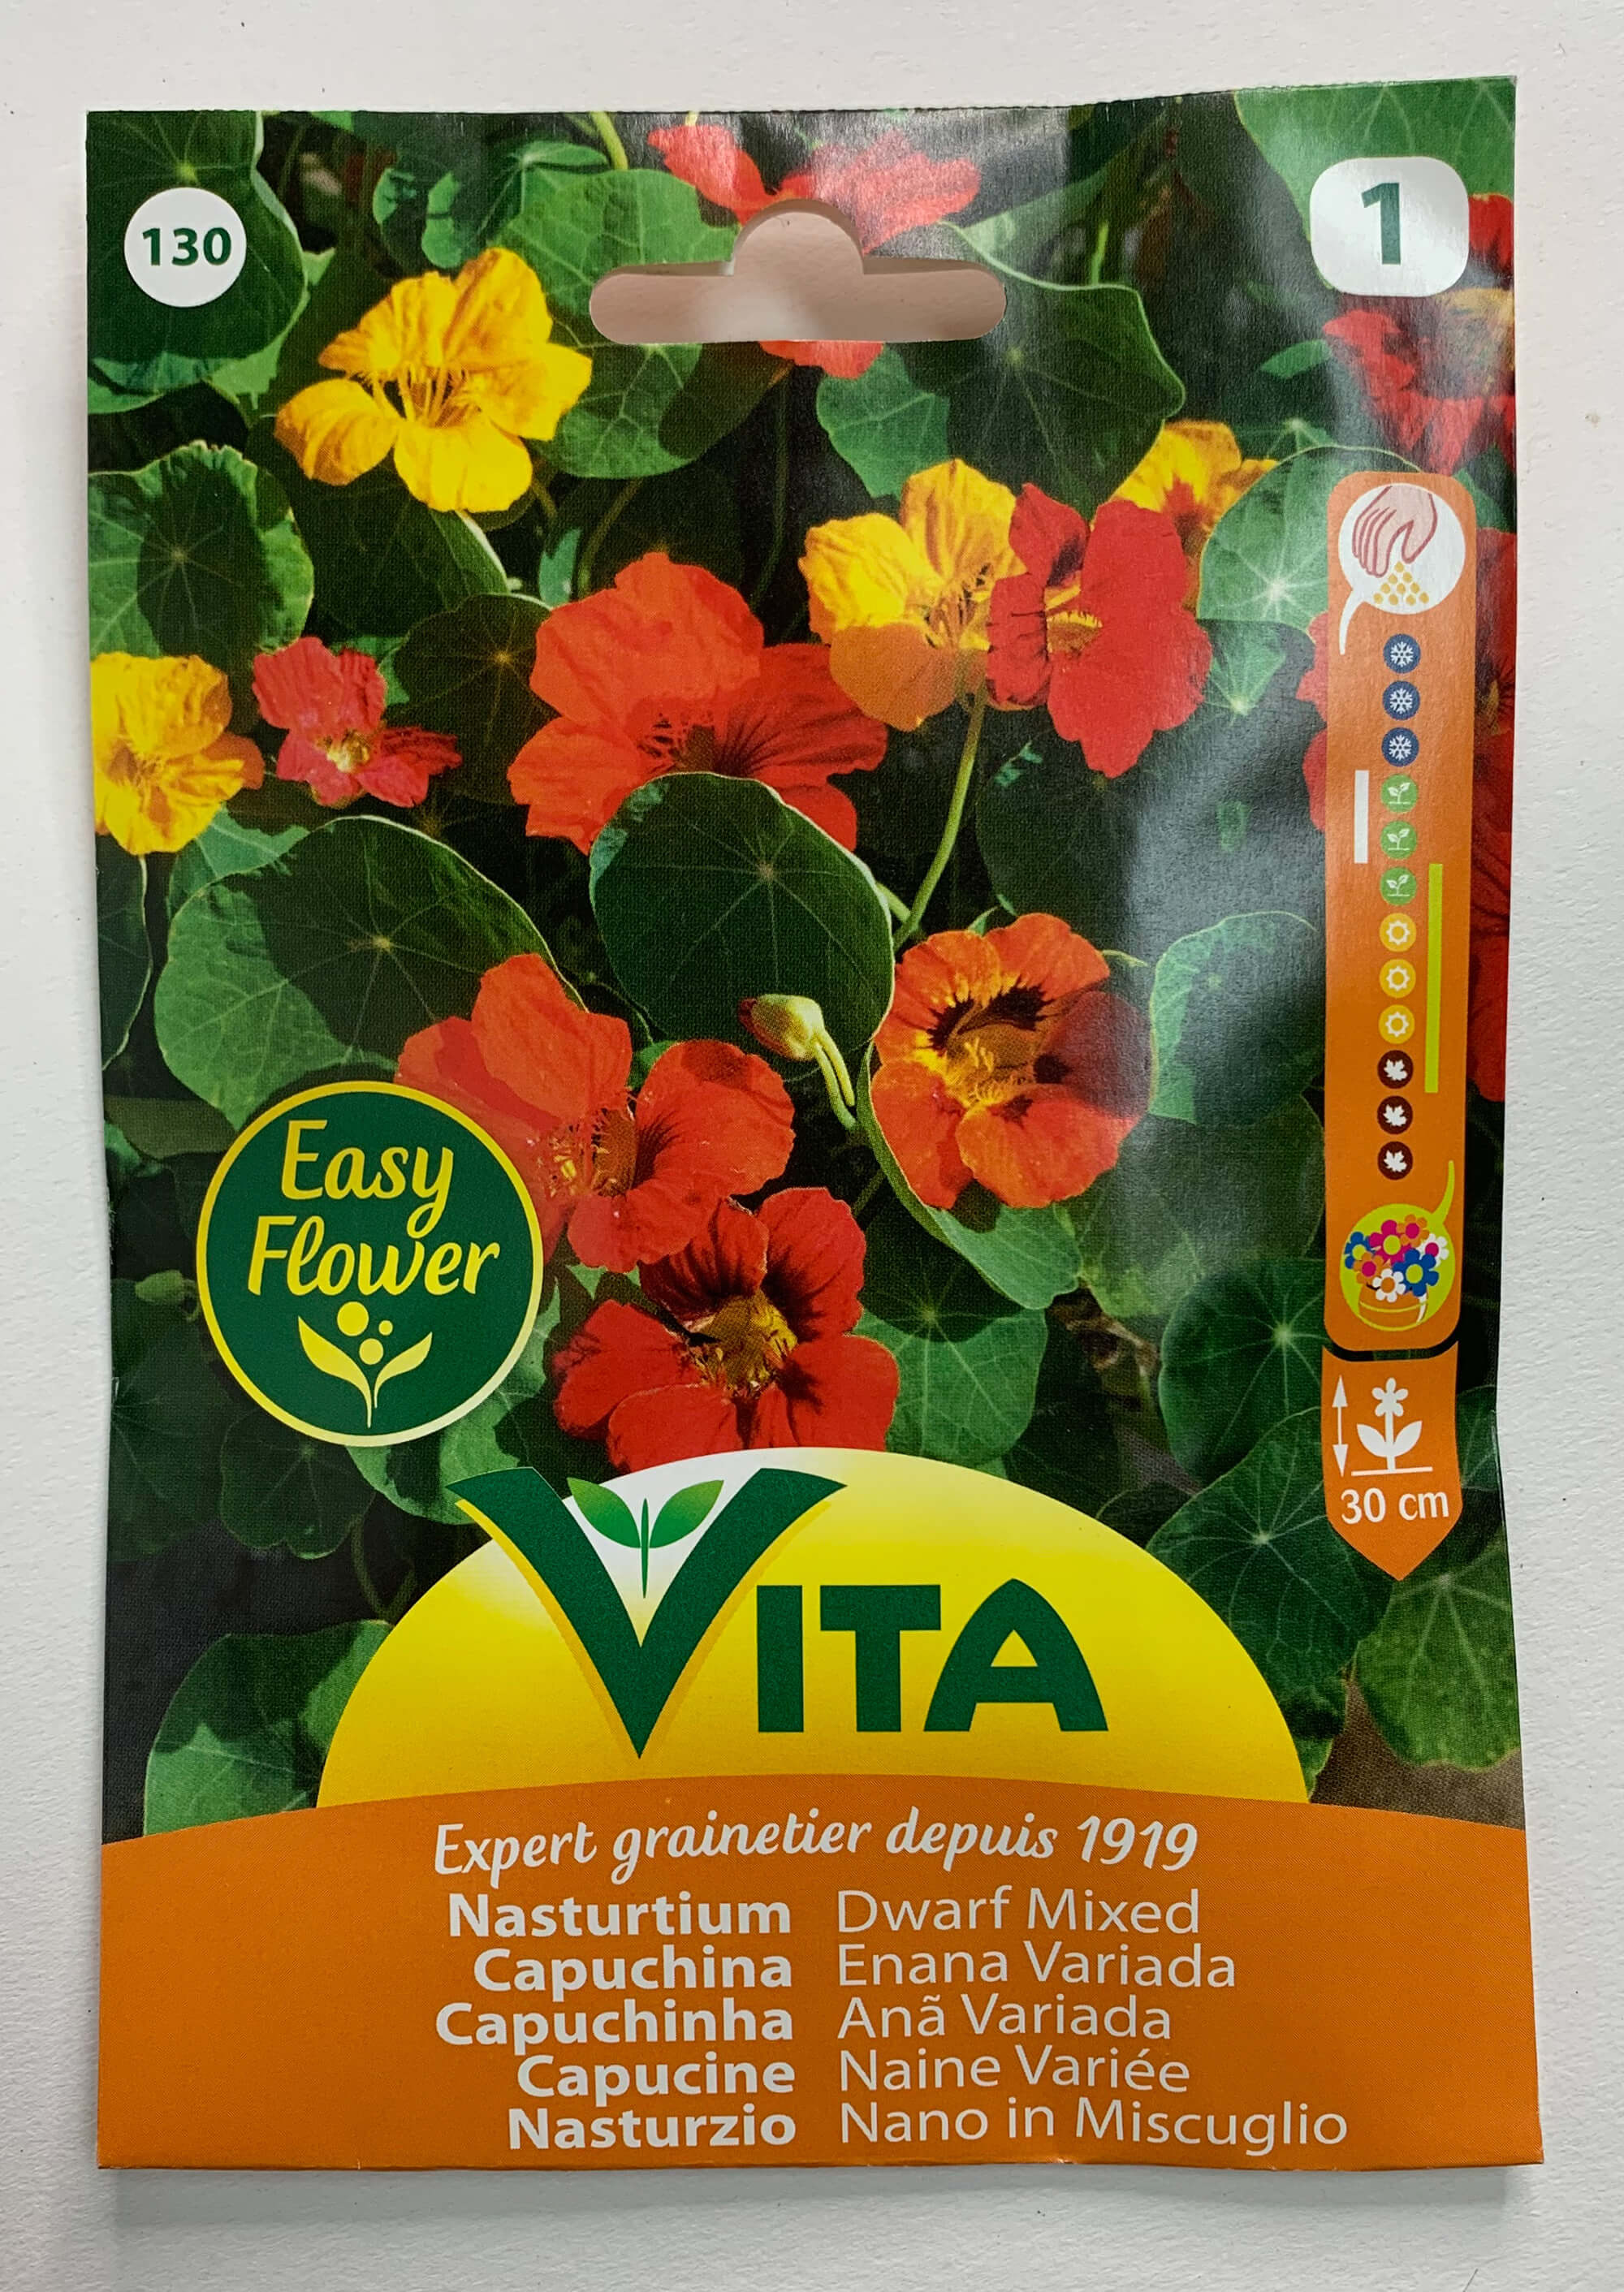 130
1
Easy
Flower
30 cm
VITA
Expert grainetier depuis 1919
Nasturtium Dwarf Mixed
Capuchina Enana Variada
Capuchinha Anã Variada
Capucine Naine Variée
Nasturzio Nano in Miscuglio